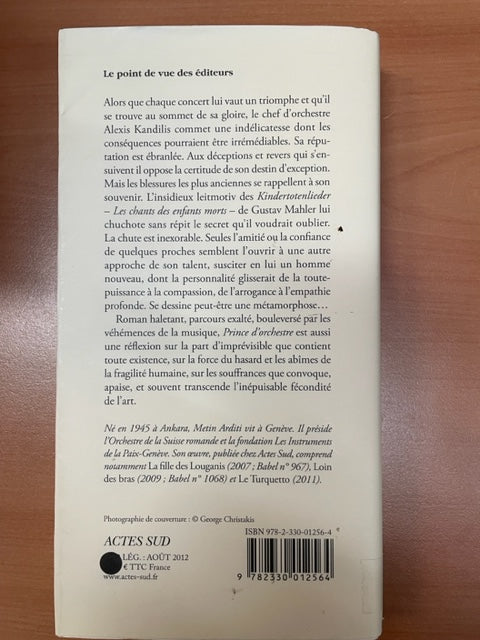 Le point de vue des éditeurs
Alors que chaque concert lui vaut un triomphe et qu'il
se trouve au sommet de sa gloire, le chef d'orchestre
Alexis Kandilis commet une indélicatesse dont les
conséquences pourraient être irrémédiables. Sa répu-
tation est ébranlée. Aux déceptions et revers qui s'en-
suivent il oppose la certitude de son destin d'exception.
Mais les blessures les plus anciennes se rappellent à son
souvenir. L'insidieux leitmotiv des Kindertotenlieder
– Les chants des enfants morts – de Gustav Mahler lui
chuchote sans répit le secret qu'il voudrait oublier.
La chute est inexorable. Seules l'amitié ou la confiance
de quelques proches semblent l'ouvrir à une autre
approche de son talent, susciter en lui un homme
nouveau, dont la personnalité glisserait de la toute-
puissance à la compassion, de l'arrogance à l'empathie
profonde. Se dessine peut-être une métamorphose…
Roman haletant, parcours exalté, bouleversé par les
véhémences de la musique, Prince d'orchestre est aussi
une réflexion sur la part d'imprévisible que contient
toute existence, sur la force du hasard et les abîmes de
la fragilité humaine, sur les souffrances que convoque,
apaise, et souvent transcende l'inépuisable fécondité
de l'art.
Né en 1945 à Ankara, Metin Arditi vit à Genève. Il préside
l'Orchestre de la Suisse romande et la fondation Les Instruments
de la Paix-Genève. Son œuvre, publiée chez Actes Sud, comprend
notamment La fille des Louganis (2007 ; Babel n° 967), Loin
des bras (2009 ; Babel n° 1068) et Le Turquetto (2011).
Photographie de couverture : © George Christakis
ACTES SUD
LÉG. : AOÛT 2012
€ TTC France
www.actes-sud.fr
ISBN 978-2-330-01256-4
9 782330 012564